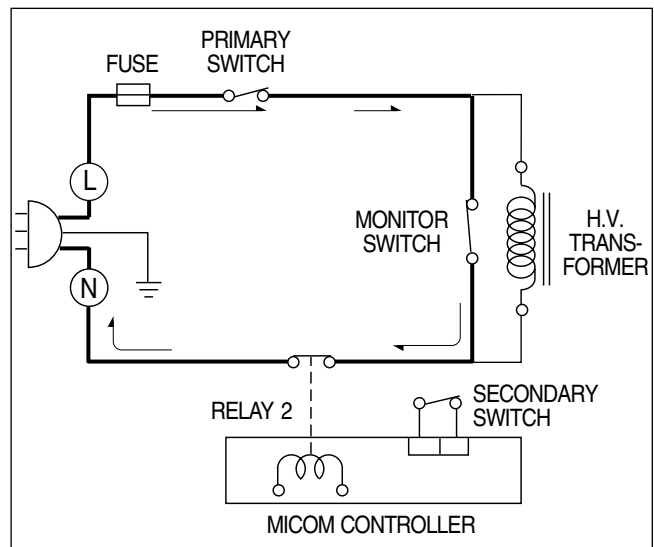 PRIMARY
SWITCH
FUSE
L
MONITOR
SWITCH
H.V.
TRANS-
FORMER
N
RELAY 2
SECONDARY
SWITCH
MICOM CONTROLLER